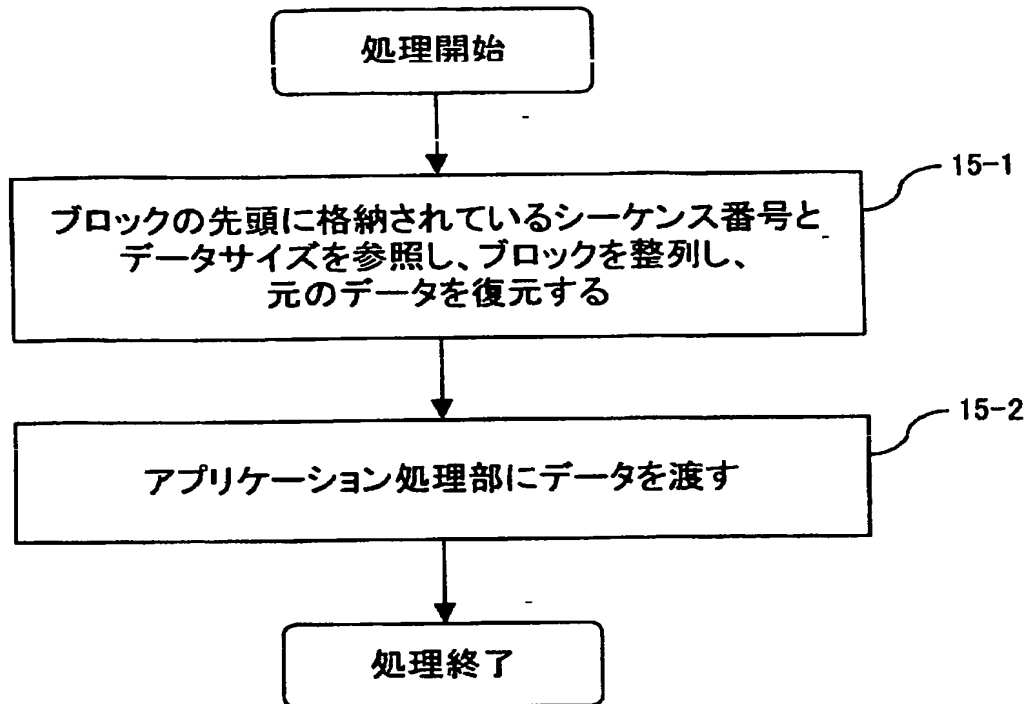 処理開始
15-1
ブロックの先頭に格納されているシーケンス番号と
データサイズを参照し、ブロックを整列し、
元のデータを復元する
15-2
アプリケーション処理部にデータを渡す
処理終了